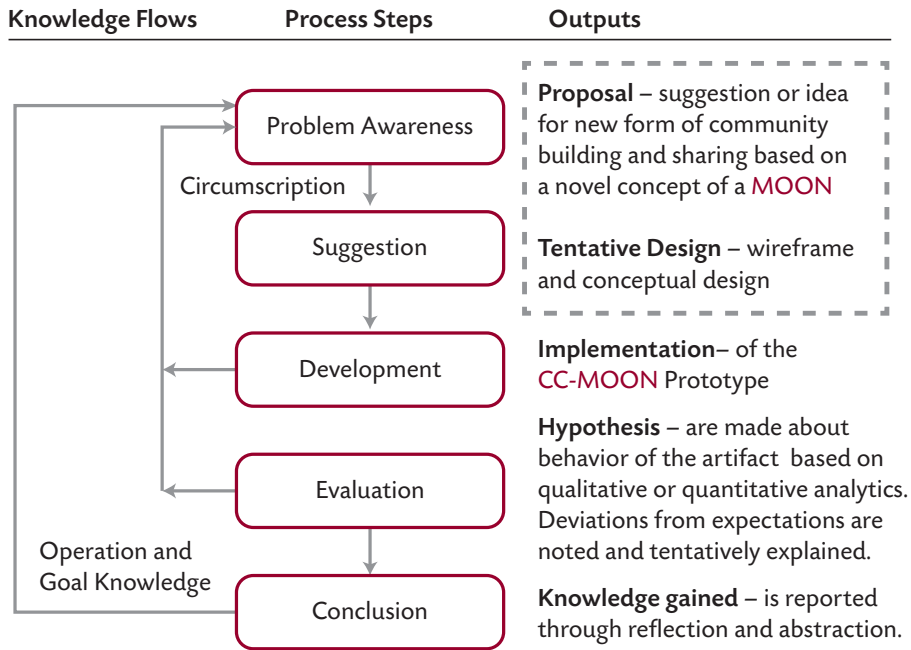 Knowledge Flows Process Steps Outputs
Problem Awareness
Circumscription
Suggestion
Development
Evaluation
Operation and
Goal Knowledge
Conclusion
Proposal – suggestion or idea
for new form of community
building and sharing based on
a novel concept of a MOON
Tentative Design – wireframe
and conceptual design
Implementation– of the
CC-MOON Prototype
Hypothesis – are made about
behavior of the artifact based on
qualitative or quantitative analytics.
Deviations from expectations are
noted and tentatively explained.
Knowledge gained – is reported
through reflection and abstraction.